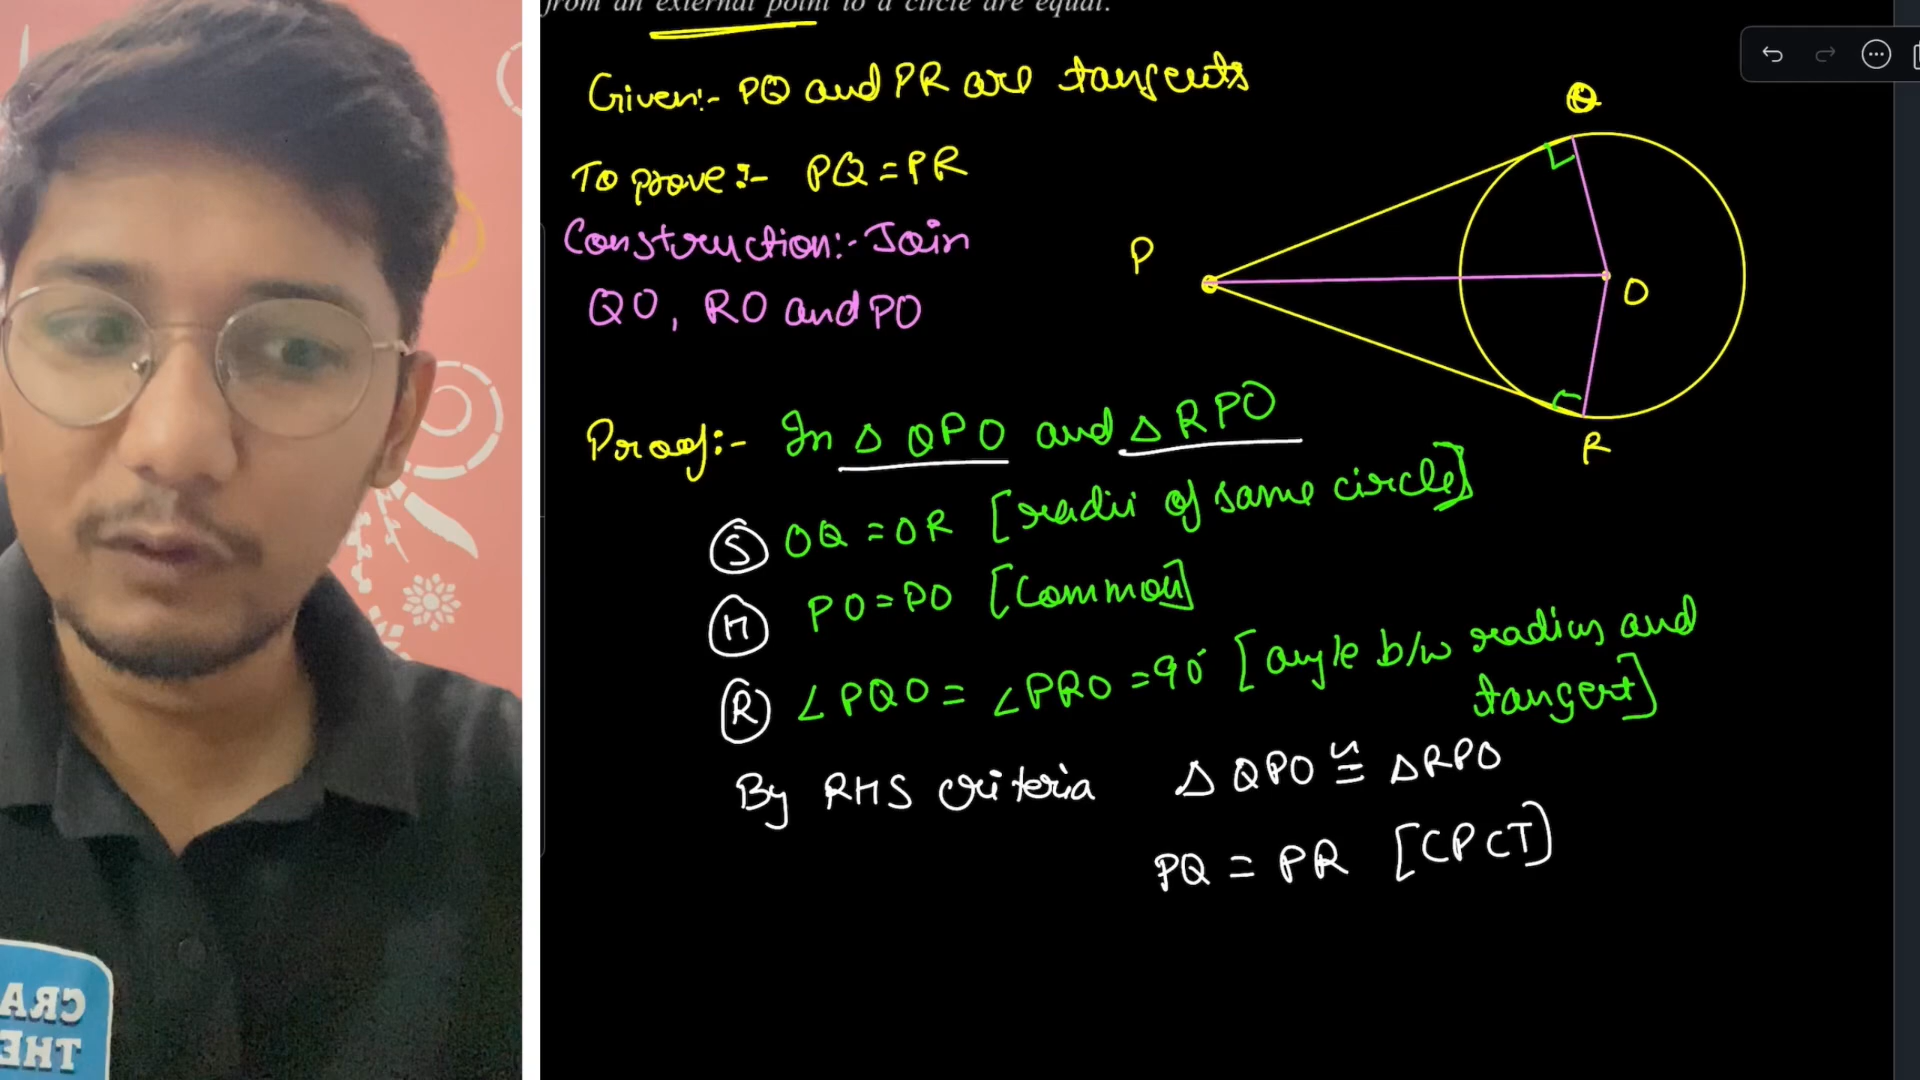 from an external point to a circle are equal.
Given:- PQ and PR are tangents
To prove:- PQ = PR
Construction:- Join
QO, RO and PO
P
Q
O
R
Proof:- In Δ QPO and Δ RPO
S OQ = OR [radii of same circle]
H PO = PO [Common]
R ∠PQO = ∠PRO = 90° [angle b/w radius and
tangent]
By RHS criteria Δ QPO ≅ ΔRPO
PQ = PR [CPCT]
CRA
THE